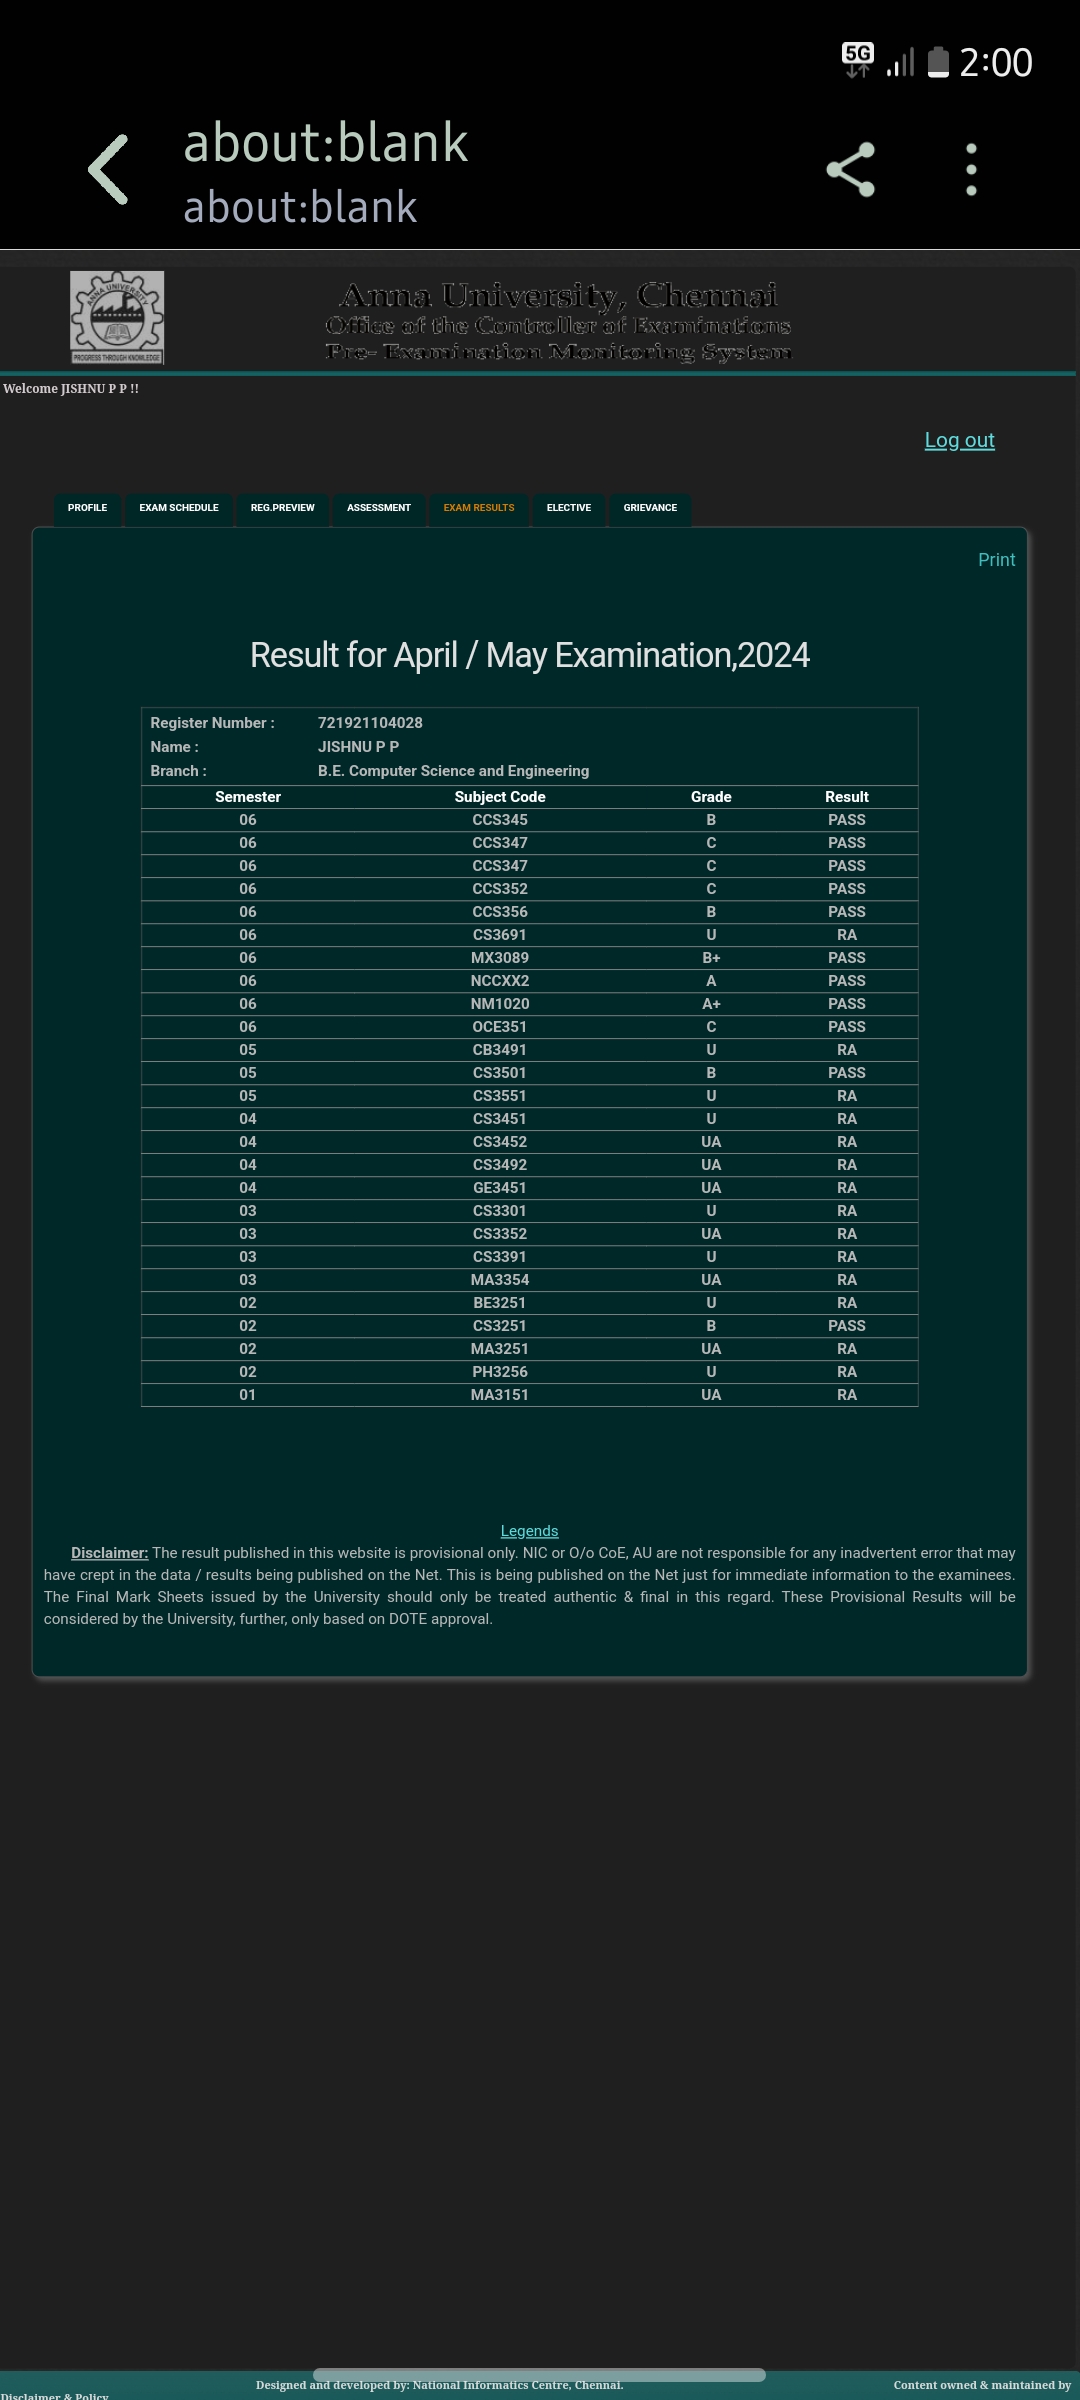 5G 2:00
about:blank
about:blank
ANNA UNIVERSITY
PROGRESS THROUGH KNOWLEDGE
Anna University, Chennai
Office of the Controller of Examinations
Pre- Examination Monitoring System
Welcome JISHNU P P !!
Log out
PROFILE EXAM SCHEDULE REG.PREVIEW ASSESSMENT EXAM RESULTS ELECTIVE GRIEVANCE
Print
Result for April / May Examination,2024
Register Number : 721921104028
Name : JISHNU P P
Branch : B.E. Computer Science and Engineering
Semester Subject Code Grade Result
06 CCS345 B PASS
06 CCS347 C PASS
06 CCS347 C PASS
06 CCS352 C PASS
06 CCS356 B PASS
06 CS3691 U RA
06 MX3089 B+ PASS
06 NCCXX2 A PASS
06 NM1020 A+ PASS
06 OCE351 C PASS
05 CB3491 U RA
05 CS3501 B PASS
05 CS3551 U RA
04 CS3451 U RA
04 CS3452 UA RA
04 CS3492 UA RA
04 GE3451 UA RA
03 CS3301 U RA
03 CS3352 UA RA
03 CS3391 U RA
03 MA3354 UA RA
02 BE3251 U RA
02 CS3251 B PASS
02 MA3251 UA RA
02 PH3256 U RA
01 MA3151 UA RA
Legends
Disclaimer: The result published in this website is provisional only. NIC or O/o CoE, AU are not responsible for any inadvertent error that may
have crept in the data / results being published on the Net. This is being published on the Net just for immediate information to the examinees.
The Final Mark Sheets issued by the University should only be treated authentic & final in this regard. These Provisional Results will be
considered by the University, further, only based on DOTE approval.
Designed and developed by: National Informatics Centre, Chennai. Content owned & maintained by
Disclaimer & Policy